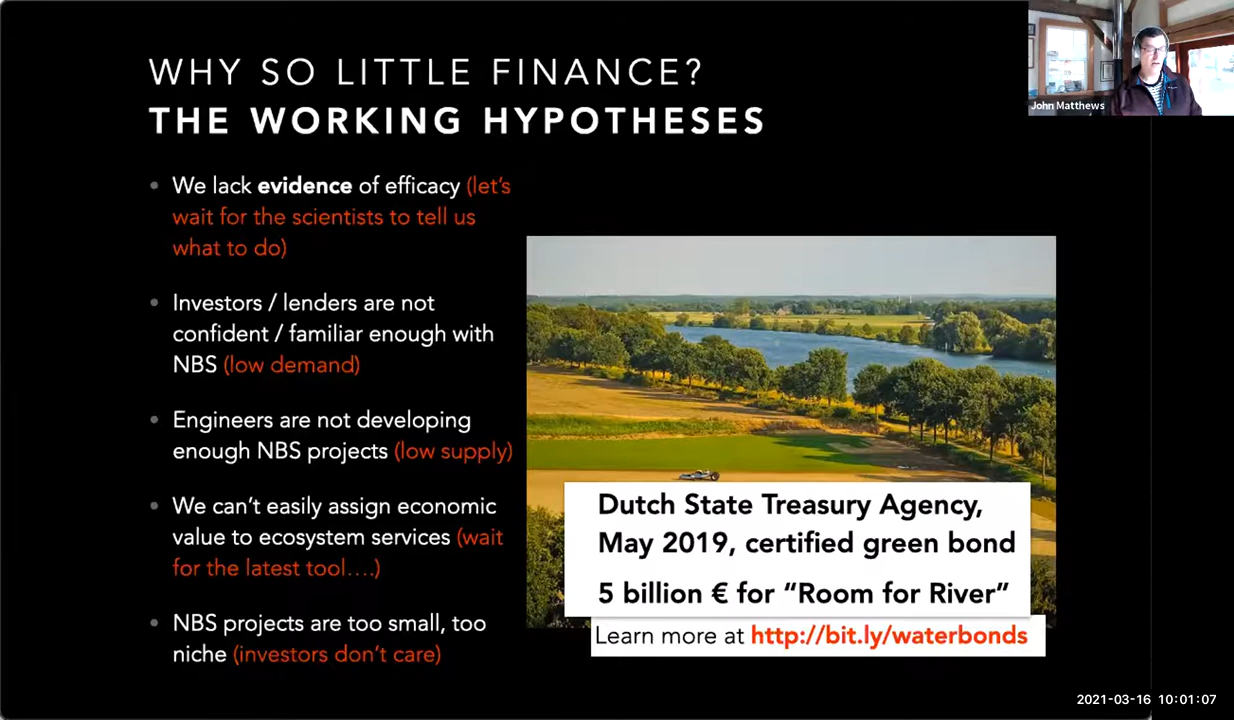 WHY SO LITTLE FINANCE?
THE WORKING HYPOTHESES
John Matthews
• We lack evidence of efficacy (let's
wait for the scientists to tell us
what to do)
• Investors / lenders are not
confident / familiar enough with
NBS (low demand)
• Engineers are not developing
enough NBS projects (low supply)
• We can't easily assign economic
value to ecosystem services (wait
for the latest tool....)
• NBS projects are too small, too
niche (investors don't care)
Dutch State Treasury Agency,
May 2019, certified green bond
5 billion € for “Room for River”
Learn more at http://bit.ly/waterbonds
2021-03-16 10:01:07